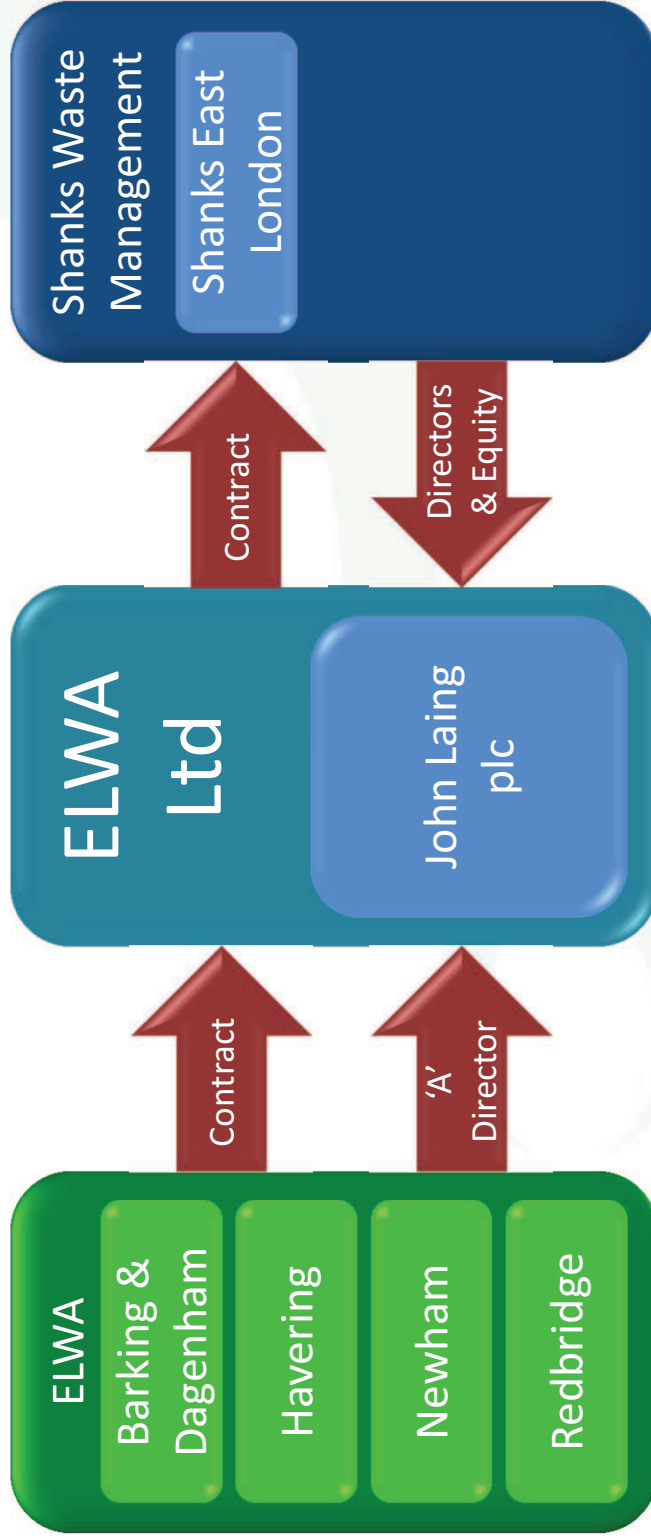 ELWA
Barking &
Dagenham
Havering
Newham
Redbridge
Contract
‘A’
Director
ELWA
Ltd
John Laing
plc
Contract
Directors
& Equity
Shanks Waste
Management
Shanks East
London